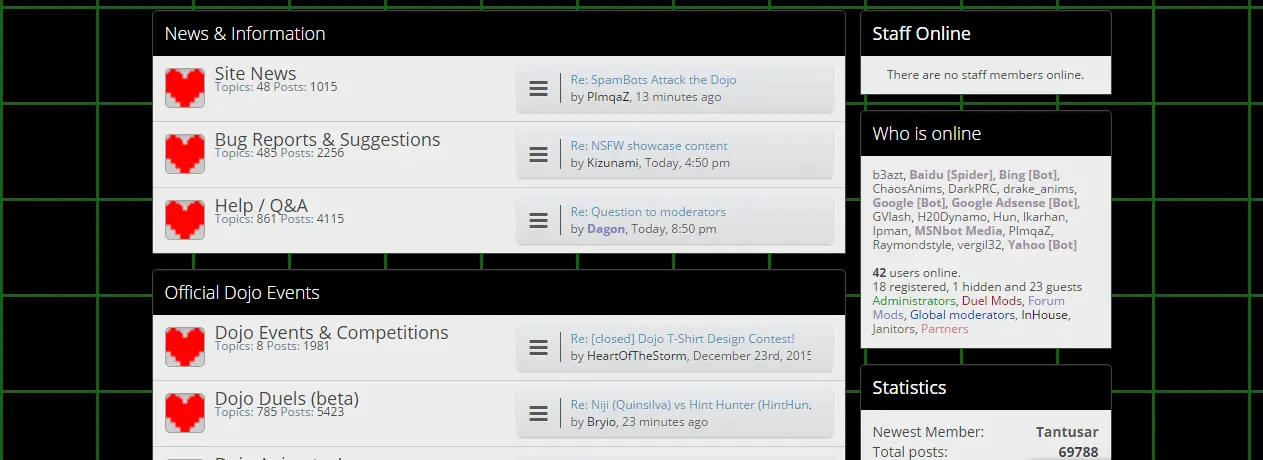 News & Information
Site News
Topics: 48 Posts: 1015
Re: SpamBots Attack the Dojo
by PlmqaZ, 13 minutes ago
Bug Reports & Suggestions
Topics: 485 Posts: 2256
Re: NSFW showcase content
by Kizunami, Today, 4:50 pm
Help / Q&A
Topics: 861 Posts: 4115
Re: Question to moderators
by Dagon, Today, 8:50 pm
Official Dojo Events
Dojo Events & Competitions
Topics: 8 Posts: 1981
Re: [closed] Dojo T-Shirt Design Contest!
by HeartOfTheStorm, December 23rd, 2015
Dojo Duels (beta)
Topics: 785 Posts: 5423
Re: Niji (Quinsilva) vs Hint Hunter (HintHun
by Bryio, 23 minutes ago
Staff Online
There are no staff members online.
Who is online
b3azt, Baidu [Spider], Bing [Bot],
ChaosAnims, DarkPRC, drake_anims,
Google [Bot], Google Adsense [Bot],
GVlash, H20Dynamo, Hun, Ikarhan,
Ipman, MSNbot Media, PlmqaZ,
Raymondstyle, vergil32, Yahoo [Bot]
42 users online.
18 registered, 1 hidden and 23 guests
Administrators, Duel Mods, Forum
Mods, Global moderators, InHouse,
Janitors, Partners
Statistics
Newest Member: Tantusar
Total posts: 69788